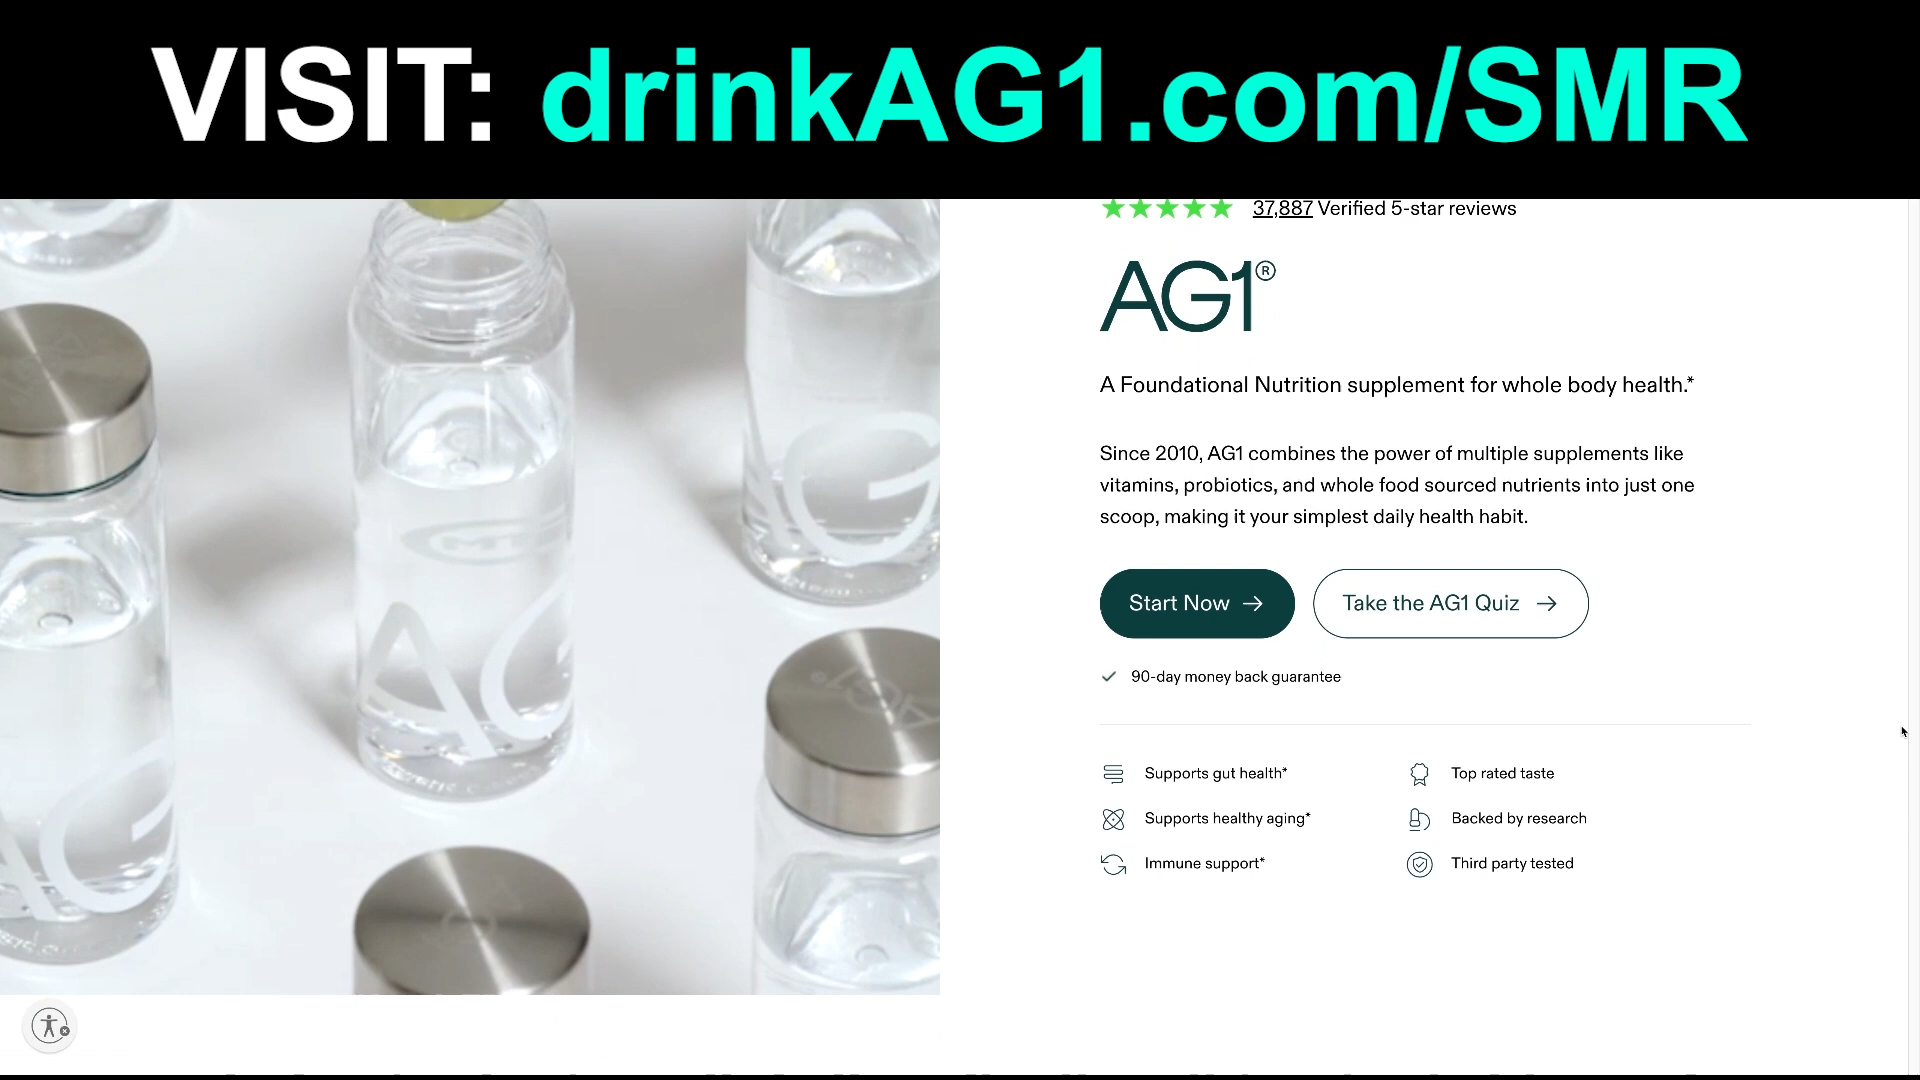 VISIT: drinkAG1.com/SMR
37,887 Verified 5-star reviews
AG1®
A Foundational Nutrition supplement for whole body health.*
Since 2010, AG1 combines the power of multiple supplements like
vitamins, probiotics, and whole food sourced nutrients into just one
scoop, making it your simplest daily health habit.
Start Now →
Take the AG1 Quiz →
90-day money back guarantee
Supports gut health*
Top rated taste
Supports healthy aging*
Backed by research
Immune support*
Third party tested
AG
AG
AG